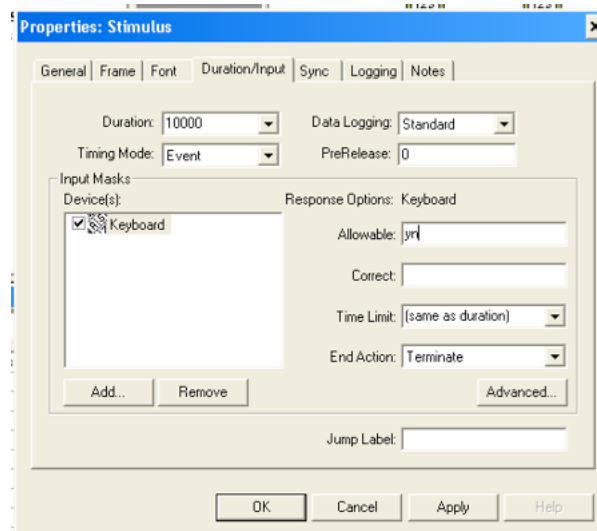 Properties: Stimulus
General Frame Font Duration/Input Sync Logging Notes
Duration: 10000 Data Logging: Standard
Timing Mode: Event PreRelease: 0
Input Masks
Device(s): Response Options: Keyboard
Keyboard
Allowable: yn
Correct:
Time Limit: (same as duration)
End Action: Terminate
Add... Remove Advanced...
Jump Label:
OK Cancel Apply Help